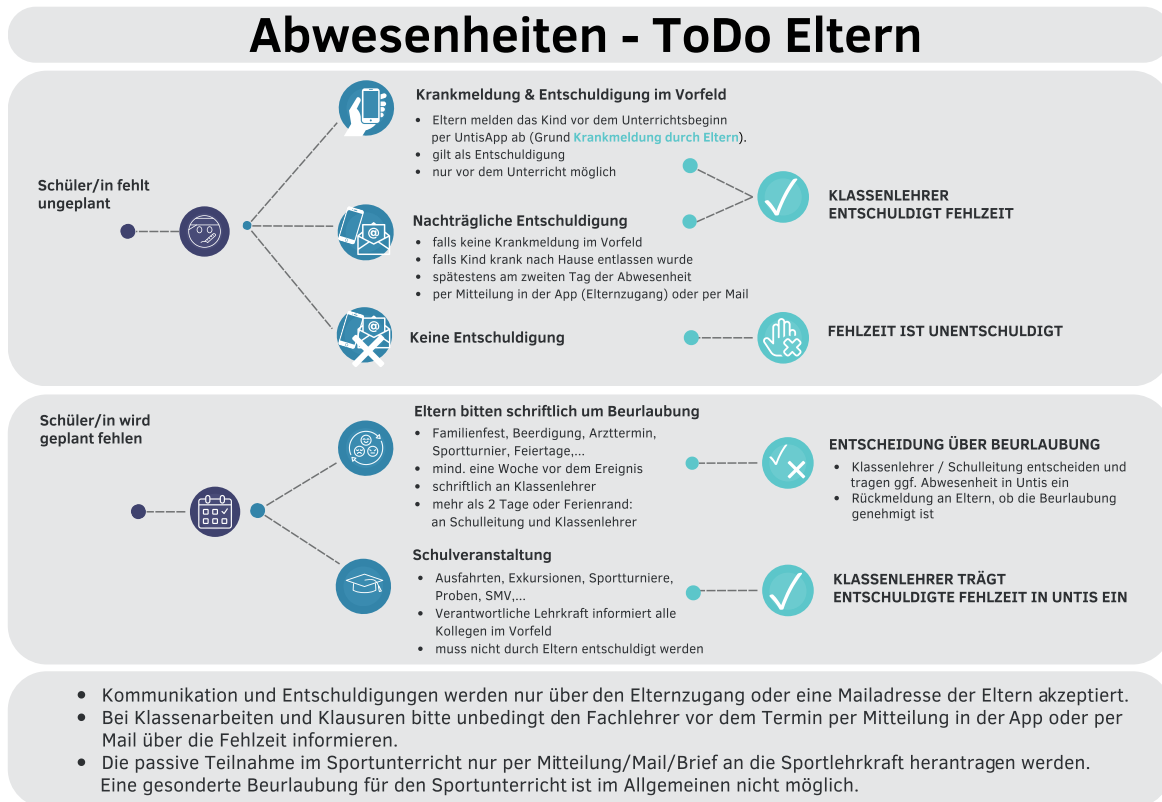 Abwesenheiten - ToDo Eltern
Schüler/in fehlt
ungeplant
Krankmeldung & Entschuldigung im Vorfeld
• Eltern melden das Kind vor dem Unterrichtsbeginn
per UntisApp ab (Grund Krankmeldung durch Eltern).
• gilt als Entschuldigung
• nur vor dem Unterricht möglich
Nachträgliche Entschuldigung
• falls keine Krankmeldung im Vorfeld
• falls Kind krank nach Hause entlassen wurde
• spätestens am zweiten Tag der Abwesenheit
• per Mitteilung in der App (Elternzugang) oder per Mail
KLASSENLEHRER
ENTSCHULDIGT FEHLZEIT
Keine Entschuldigung
FEHLZEIT IST UNENTSCHULDIGT
Schüler/in wird
geplant fehlen
Eltern bitten schriftlich um Beurlaubung
• Familienfest, Beerdigung, Arzttermin,
Sportturnier, Feiertage,...
• mind. eine Woche vor dem Ereignis
• schriftlich an Klassenlehrer
• mehr als 2 Tage oder Ferienrand:
an Schulleitung und Klassenlehrer
ENTSCHEIDUNG ÜBER BEURLAUBUNG
• Klassenlehrer / Schulleitung entscheiden und
tragen ggf. Abwesenheit in Untis ein
• Rückmeldung an Eltern, ob die Beurlaubung
genehmigt ist
Schulveranstaltung
• Ausfahrten, Exkursionen, Sportturniere,
Proben, SMV,...
• Verantwortliche Lehrkraft informiert alle
Kollegen im Vorfeld
• muss nicht durch Eltern entschuldigt werden
KLASSENLEHRER TRÄGT
ENTSCHULDIGTE FEHLZEIT IN UNTIS EIN
• Kommunikation und Entschuldigungen werden nur über den Elternzugang oder eine Mailadresse der Eltern akzeptiert.
• Bei Klassenarbeiten und Klausuren bitte unbedingt den Fachlehrer vor dem Termin per Mitteilung in der App oder per
Mail über die Fehlzeit informieren.
• Die passive Teilnahme im Sportunterricht nur per Mitteilung/Mail/Brief an die Sportlehrkraft herantragen werden.
Eine gesonderte Beurlaubung für den Sportunterricht ist im Allgemeinen nicht möglich.